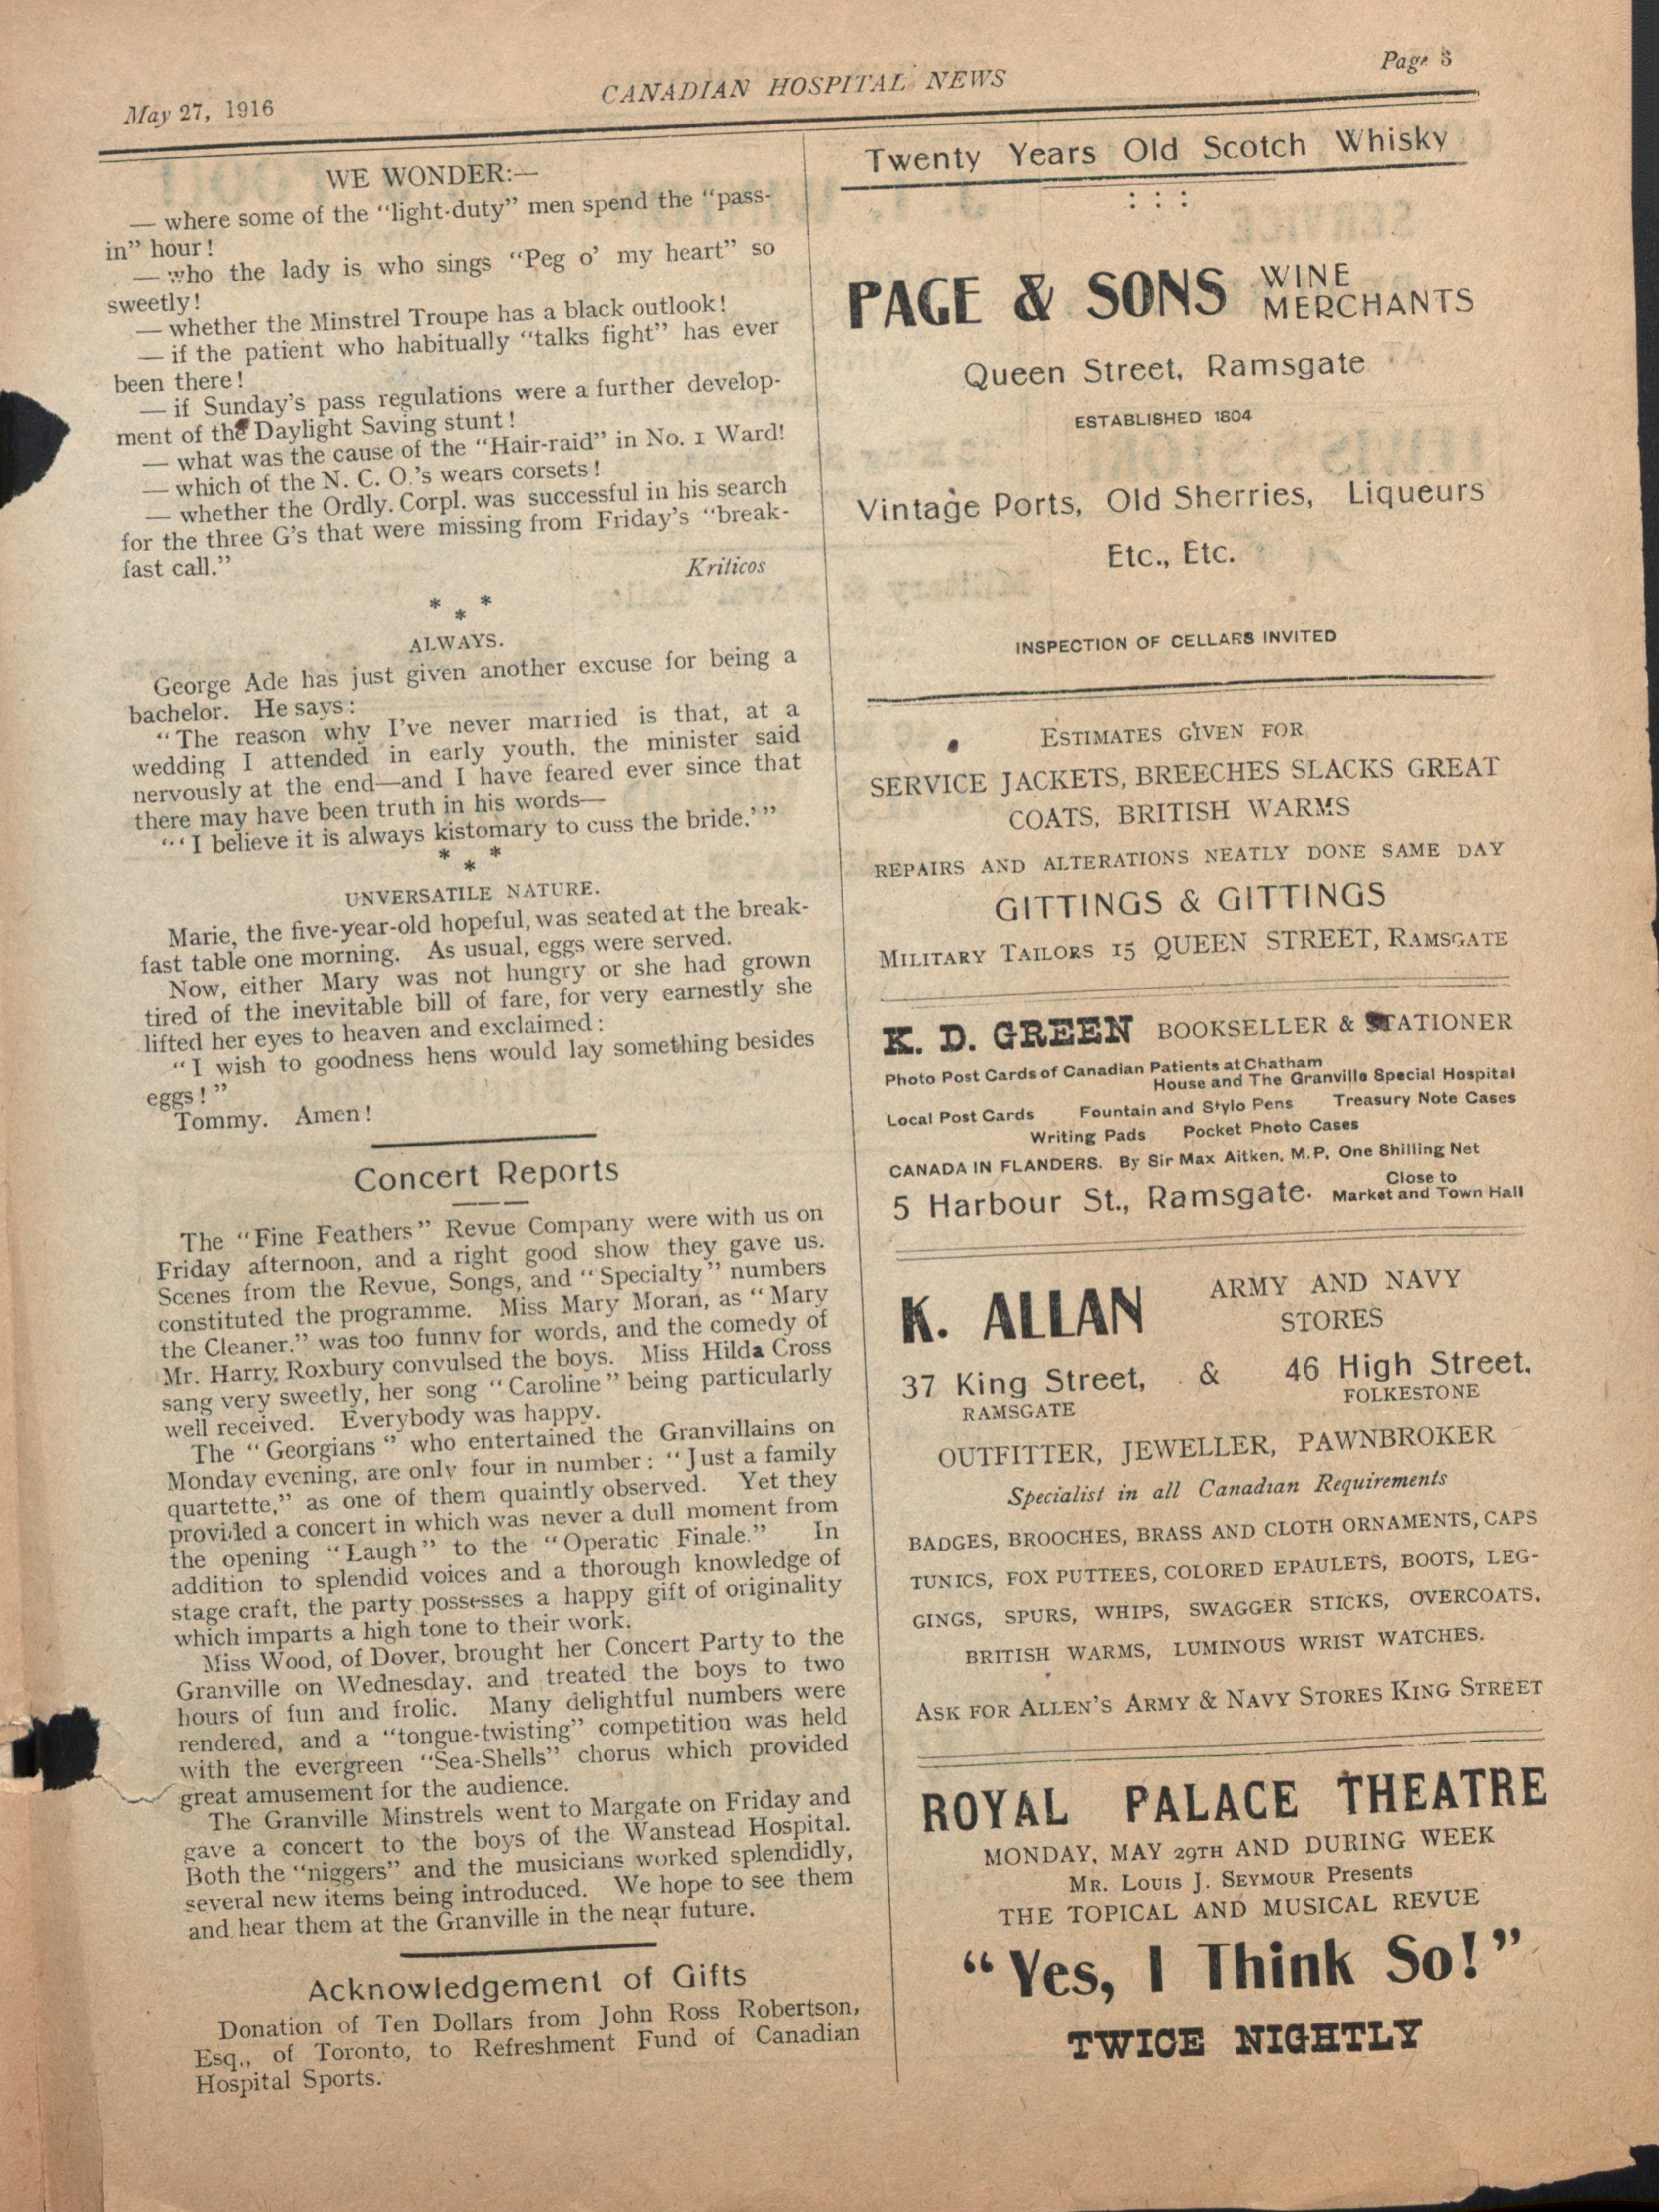 May 27, 1916
CANADIAN HOSPITAL NEWS
Page
WE WONDER:—
— where some of the "light-duty" men spend the "pass-
in" hour!
— who the lady is who sings "Peg o' my heart" so
sweetly!
— whether the Minstrel Troupe has a black outlook!
— if the patient who habitually "talks fight" has ever
been there!
— if Sunday's pass regulations were a further develop-
ment of the Daylight Saving stunt!
— what was the cause of the "Hair-raid" in No. 1 Ward!
— which of the N. C. O.'s wears corsets!
— whether the Ordly. Corpl. was successful in his search
for the three G's that were missing from Friday's "break-
fast call."
Kriticos
* * *
ALWAYS.
George Ade has just given another excuse for being a
bachelor. He says:
"The reason why I've never married is that, at a
wedding I attended in early youth, the minister said
nervously at the end—and I have feared ever since that
there may have been truth in his words—
"'I believe it is always kistomary to cuss the bride.'"
* * *
UNVERSATILE NATURE.
Marie, the five-year-old hopeful, was seated at the break-
fast table one morning. As usual, eggs were served.
Now, either Mary was not hungry or she had grown
tired of the inevitable bill of fare, for very earnestly she
lifted her eyes to heaven and exclaimed:
"I wish to goodness hens would lay something besides
eggs!"
Tommy. Amen!
Concert Reports
The "Fine Feathers" Revue Company were with us on
Friday afternoon, and a right good show they gave us.
Scenes from the Revue, Songs, and "Specialty" numbers
constituted the programme. Miss Mary Moran, as "Mary
the Cleaner." was too funny for words, and the comedy of
Mr. Harry Roxbury convulsed the boys. Miss Hilda Cross
sang very sweetly, her song "Caroline" being particularly
well received. Everybody was happy.
The "Georgians" who entertained the Granvillains on
Monday evening, are only four in number: "Just a family
quartette," as one of them quaintly observed. Yet they
provided a concert in which was never a dull moment from
the opening "Laugh" to the "Operatic Finale." In
addition to splendid voices and a thorough knowledge of
stage craft, the party possesses a happy gift of originality
which imparts a high tone to their work.
Miss Wood, of Dover, brought her Concert Party to the
Granville on Wednesday, and treated the boys to two
hours of fun and frolic. Many delightful numbers were
rendered, and a "tongue-twisting" competition was held
with the evergreen "Sea-Shells" chorus which provided
great amusement for the audience.
The Granville Minstrels went to Margate on Friday and
gave a concert to the boys of the Wanstead Hospital.
Both the "niggers" and the musicians worked splendidly,
several new items being introduced. We hope to see them
and hear them at the Granville in the near future.
Acknowledgement of Gifts
Donation of Ten Dollars from John Ross Robertson,
Esq., of Toronto, to Refreshment Fund of Canadian
Hospital Sports.
Twenty Years Old Scotch Whisky
: : :
PAGE & SONS WINE
MERCHANTS
Queen Street, Ramsgate
ESTABLISHED 1804
Vintage Ports, Old Sherries, Liqueurs
Etc., Etc.
INSPECTION OF CELLARS INVITED
ESTIMATES GIVEN FOR
SERVICE JACKETS, BREECHES SLACKS GREAT
COATS, BRITISH WARMS
REPAIRS AND ALTERATIONS NEATLY DONE SAME DAY
GITTINGS & GITTINGS
MILITARY TAILORS 15 QUEEN STREET, RAMSGATE
K. D. GREEN BOOKSELLER & STATIONER
Photo Post Cards of Canadian Patients at Chatham
House and The Granville Special Hospital
Local Post Cards Fountain and Stylo Pens Treasury Note Cases
Writing Pads Pocket Photo Cases
CANADA IN FLANDERS. By Sir Max Aitken, M.P, One Shilling Net
5 Harbour St., Ramsgate. Close to
Market and Town Hall
K. ALLAN ARMY AND NAVY
STORES
37 King Street, & 46 High Street.
RAMSGATE FOLKESTONE
OUTFITTER, JEWELLER, PAWNBROKER
Specialist in all Canadian Requirements
BADGES, BROOCHES, BRASS AND CLOTH ORNAMENTS, CAPS
TUNICS, FOX PUTTEES, COLORED EPAULETS, BOOTS, LEG-
GINGS, SPURS, WHIPS, SWAGGER STICKS, OVERCOATS,
BRITISH WARMS, LUMINOUS WRIST WATCHES.
ASK FOR ALLEN'S ARMY & NAVY STORES KING STREET
ROYAL PALACE THEATRE
MONDAY, MAY 29TH AND DURING WEEK
MR. LOUIS J. SEYMOUR Presents
THE TOPICAL AND MUSICAL REVUE
"Yes, I Think So!"
TWICE NIGHTLY